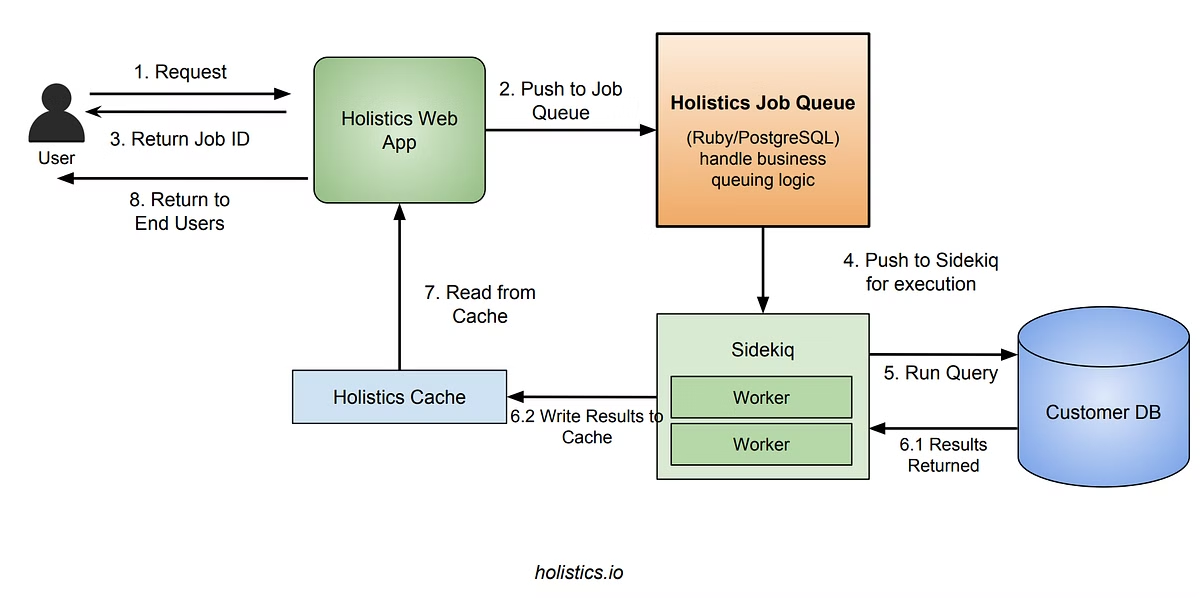 1. Request
3. Return Job ID
User
8. Return to
End Users
Holistics Web
App
2. Push to Job
Queue
Holistics Job Queue
(Ruby/PostgreSQL)
handle business
queuing logic
4. Push to Sidekiq
for execution
7. Read from
Cache
Sidekiq
Worker
Worker
5. Run Query
6.1 Results
Returned
Customer DB
Holistics Cache
6.2 Write Results to
Cache
holistics.io